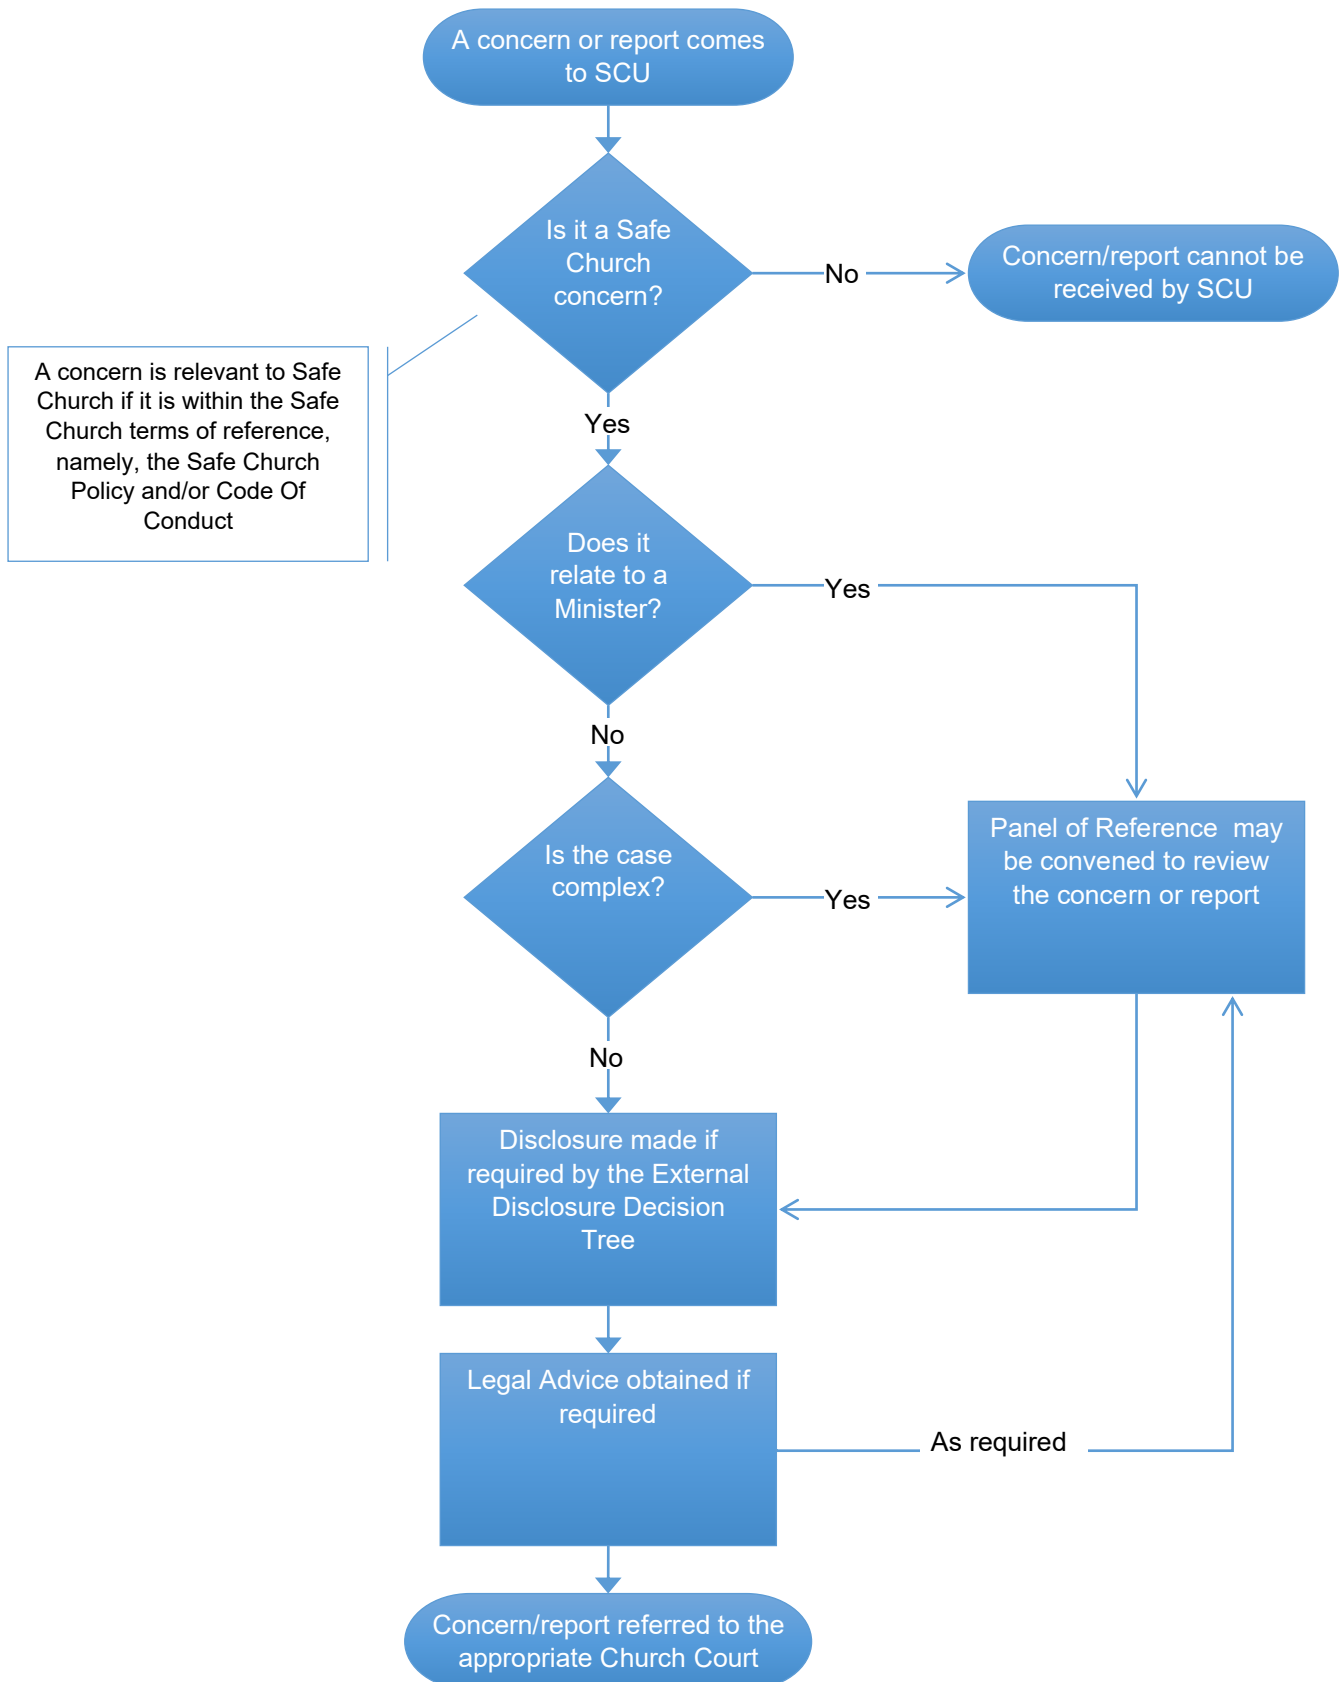 A concern or report comes
to SCU
Is it a Safe
Church
concern?
No
Concern/report cannot be
received by SCU
A concern is relevant to Safe
Church if it is within the Safe
Church terms of reference,
namely, the Safe Church
Policy and/or Code Of
Conduct
Yes
Does it
relate to a
Minister?
Yes
No
Is the case
complex?
Yes
Panel of Reference  may
be convened to review
the concern or report
No
Disclosure made if
required by the External
Disclosure Decision
Tree
Legal Advice obtained if
required
As required
Concern/report referred to the
appropriate Church Court